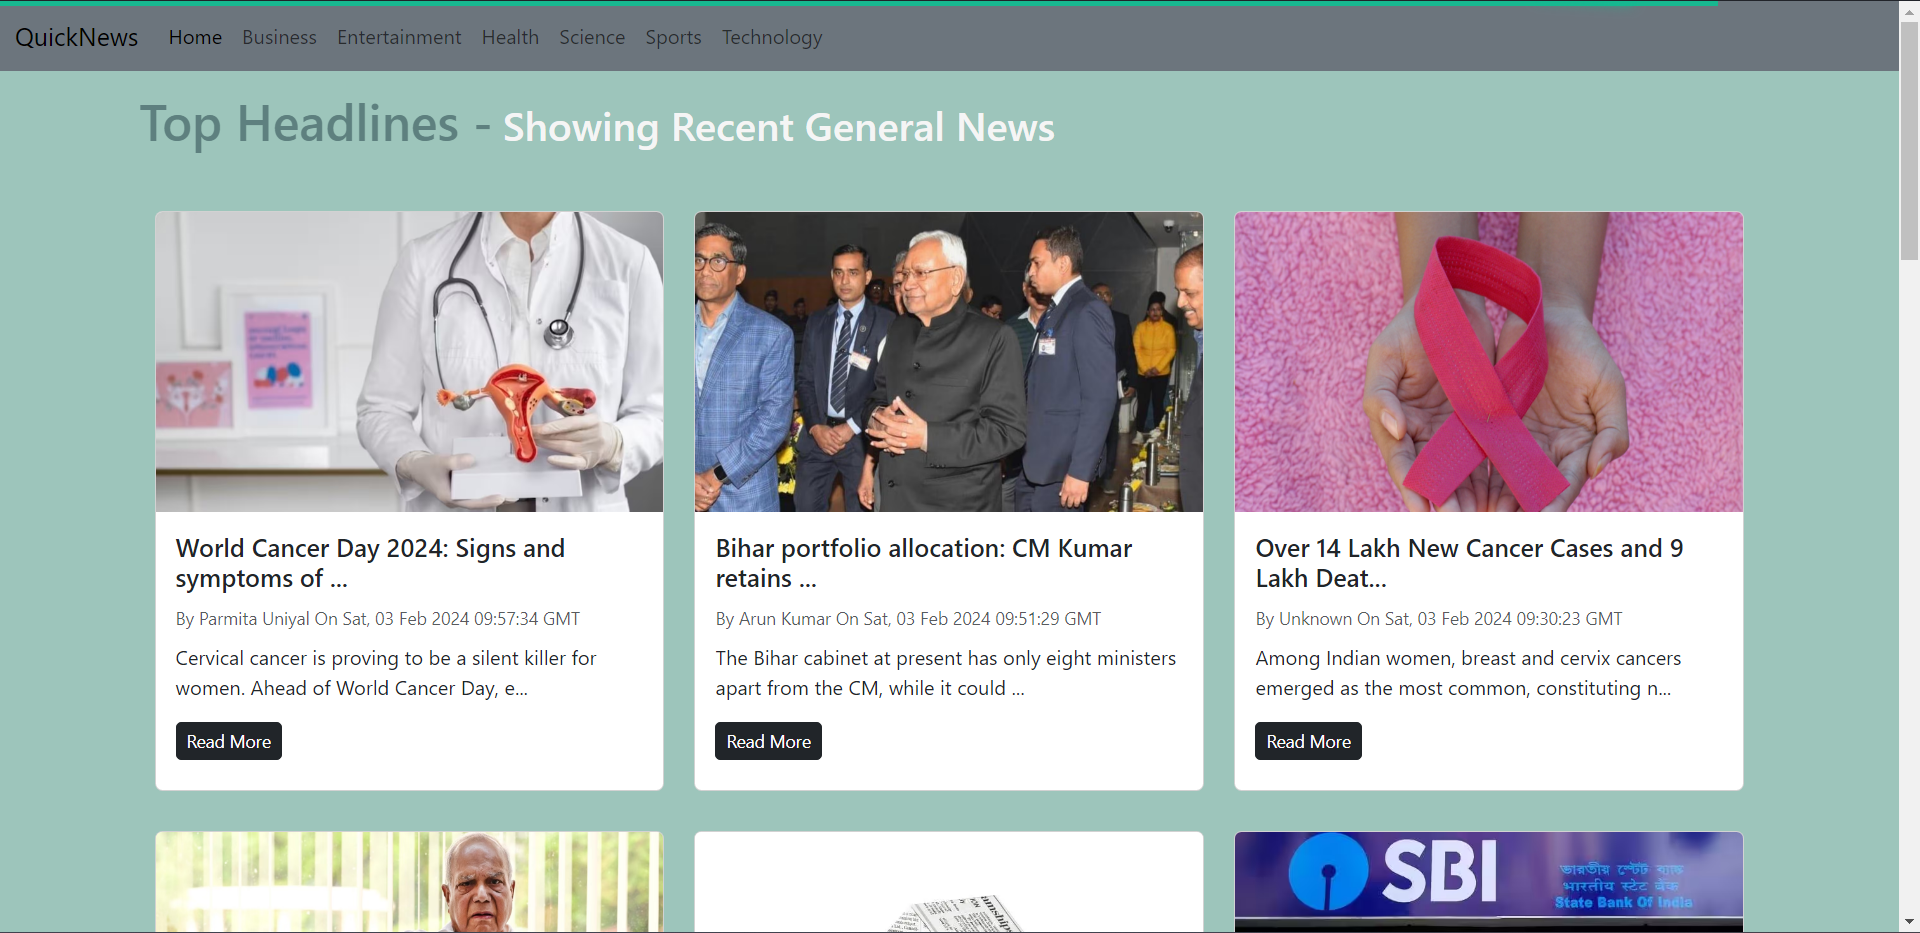 QuickNews Home Business Entertainment Health Science Sports Technology
Top Headlines - Showing Recent General News
World Cancer Day 2024: Signs and
symptoms of ...
By Parmita Uniyal On Sat, 03 Feb 2024 09:57:34 GMT
Cervical cancer is proving to be a silent killer for
women. Ahead of World Cancer Day, e...
Read More
Bihar portfolio allocation: CM Kumar
retains ...
By Arun Kumar On Sat, 03 Feb 2024 09:51:29 GMT
The Bihar cabinet at present has only eight ministers
apart from the CM, while it could ...
Read More
Over 14 Lakh New Cancer Cases and 9
Lakh Deat...
By Unknown On Sat, 03 Feb 2024 09:30:23 GMT
Among Indian women, breast and cervix cancers
emerged as the most common, constituting n...
Read More
SBI
भारतीय स्टेट बैंक
State Bank Of India